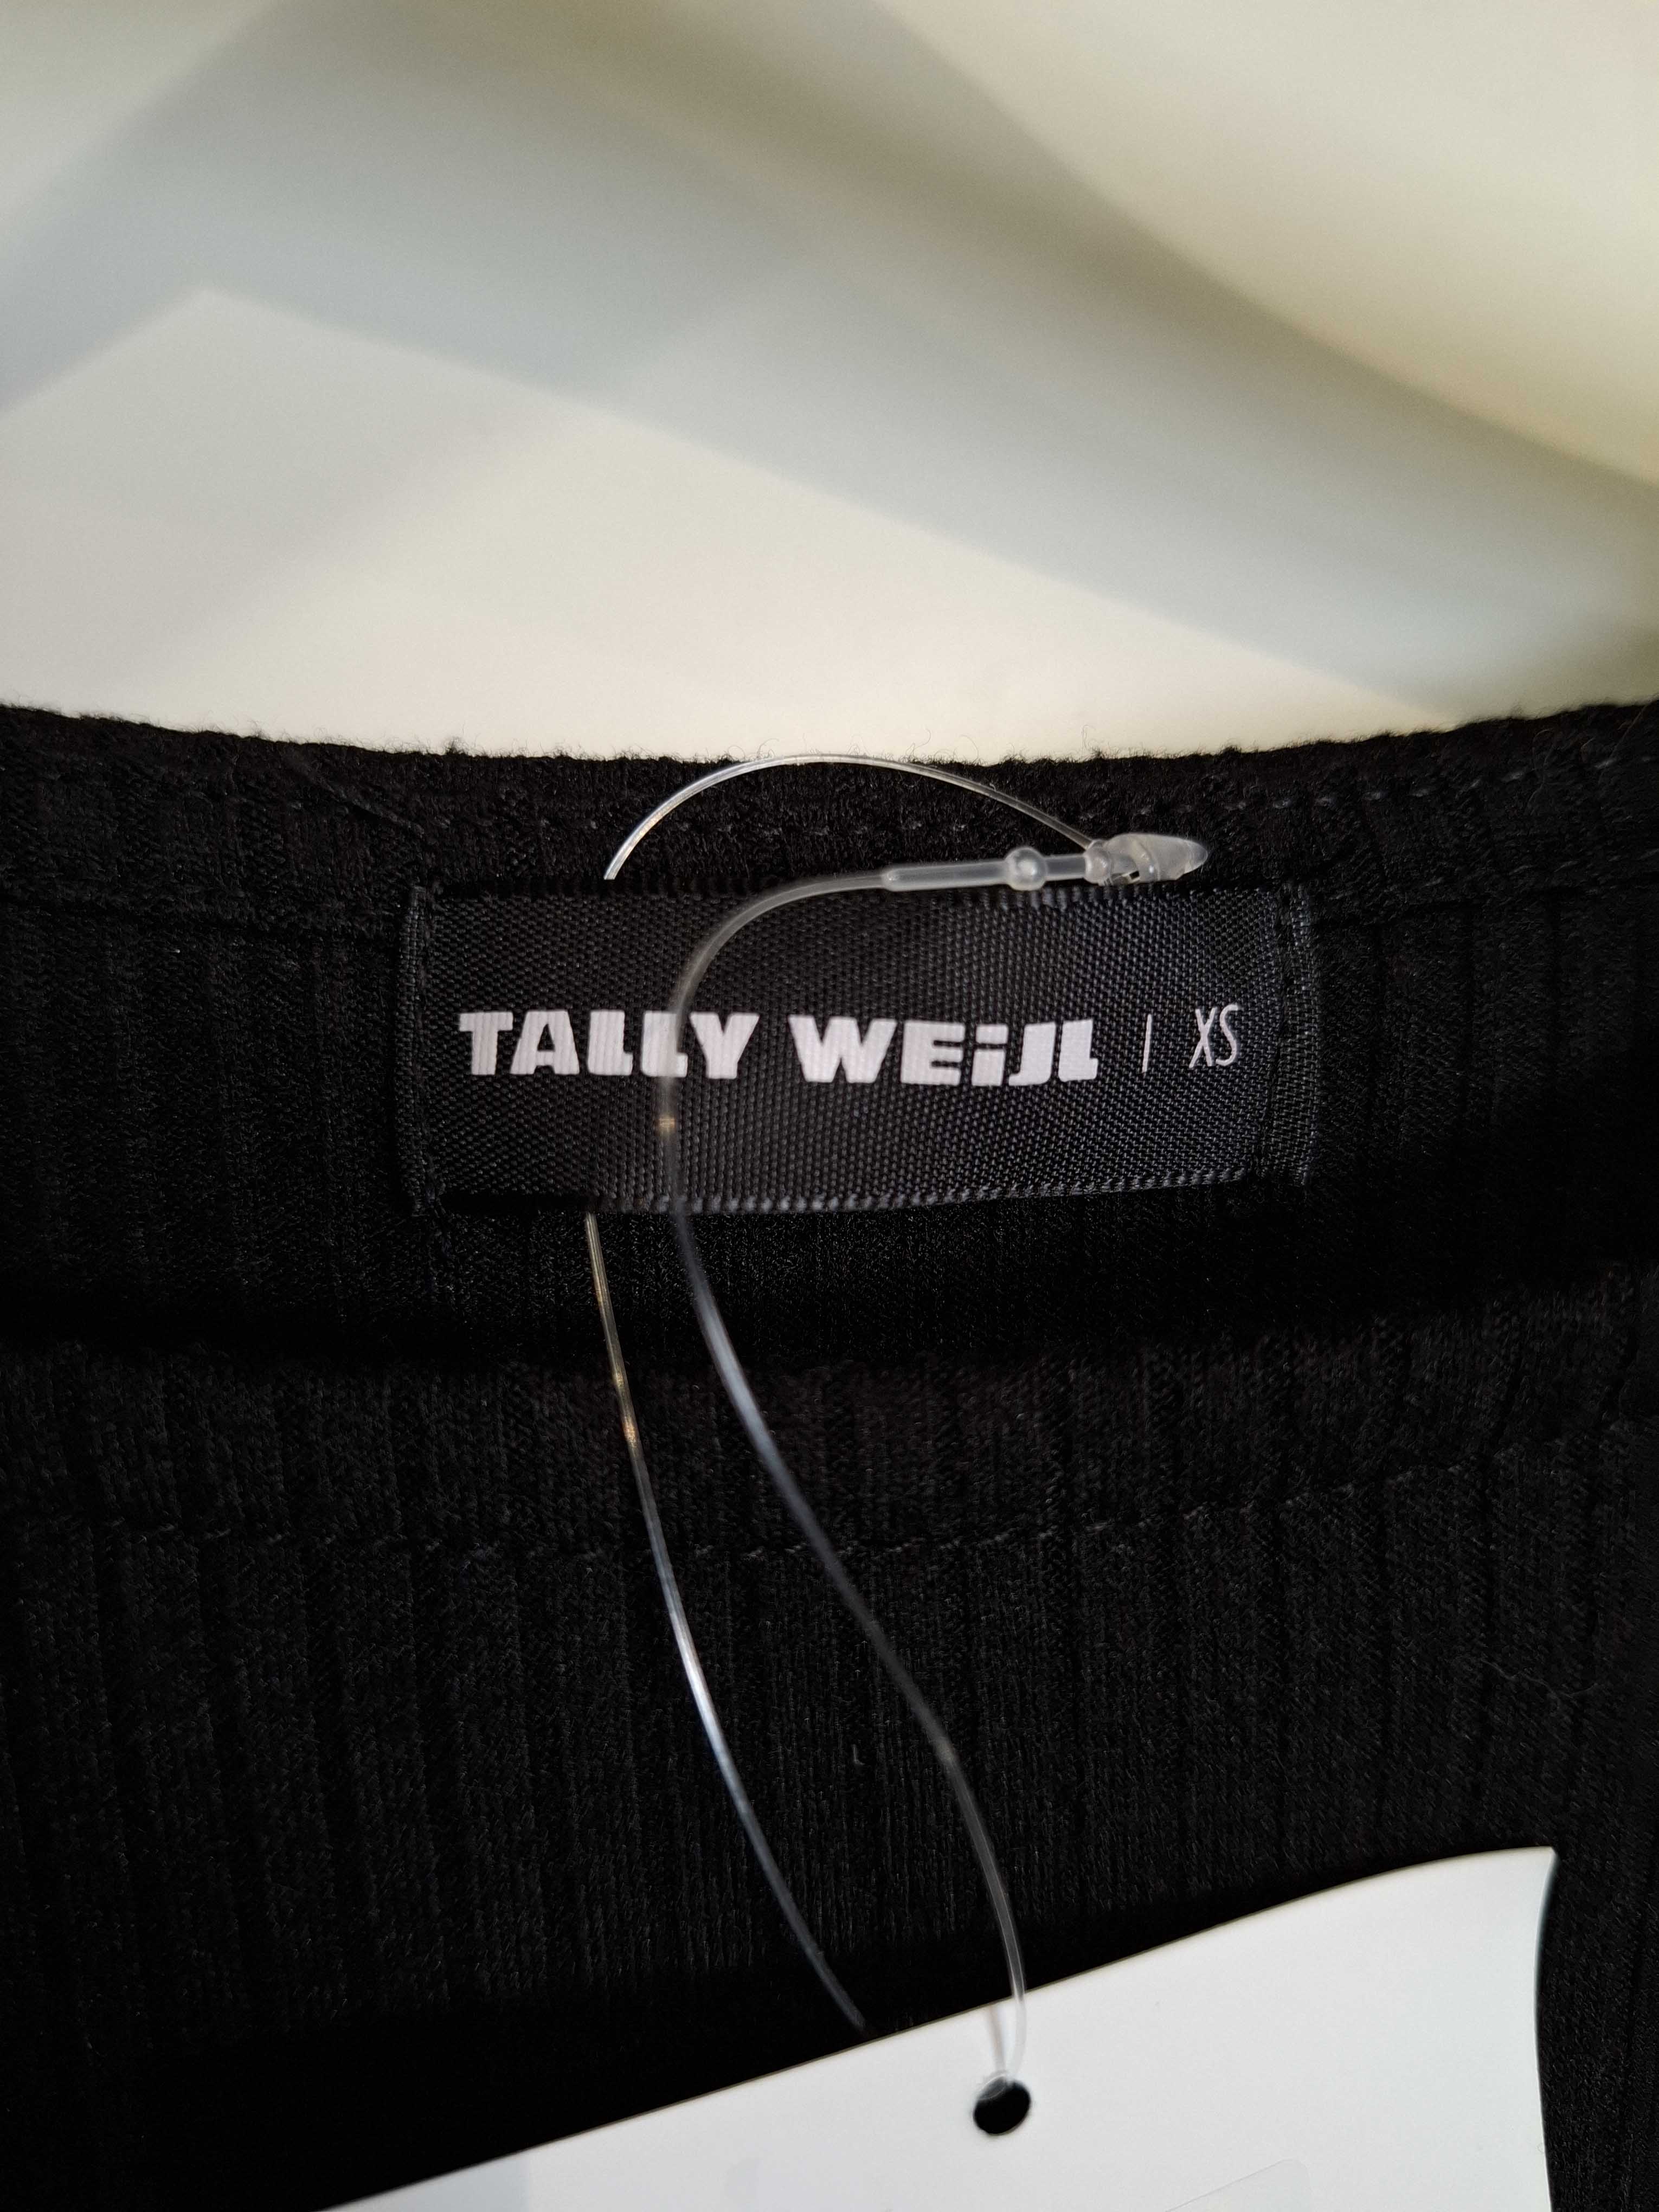 TALLY WEiJL | XS